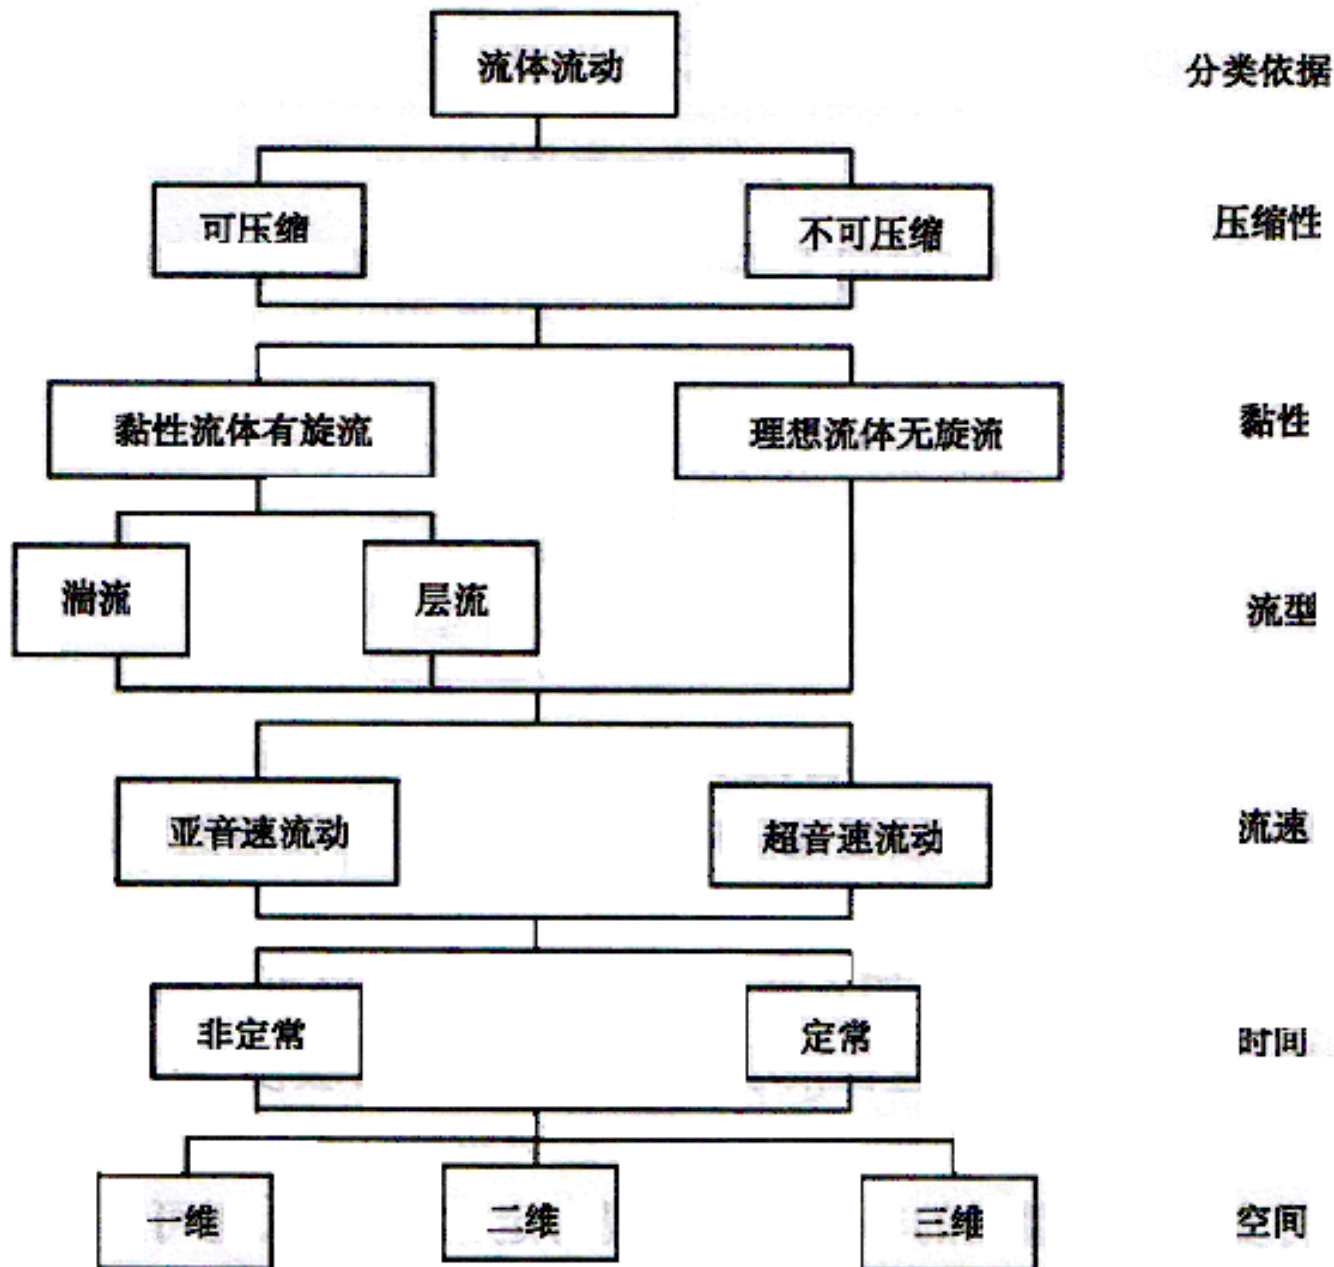 流体流动 分类依据
可压缩 不可压缩 压缩性
黏性流体有旋流 理想流体无旋流 黏性
湍流 层流 流型
亚音速流动 超音速流动 流速
非定常 定常 时间
一维 二维 三维 空间